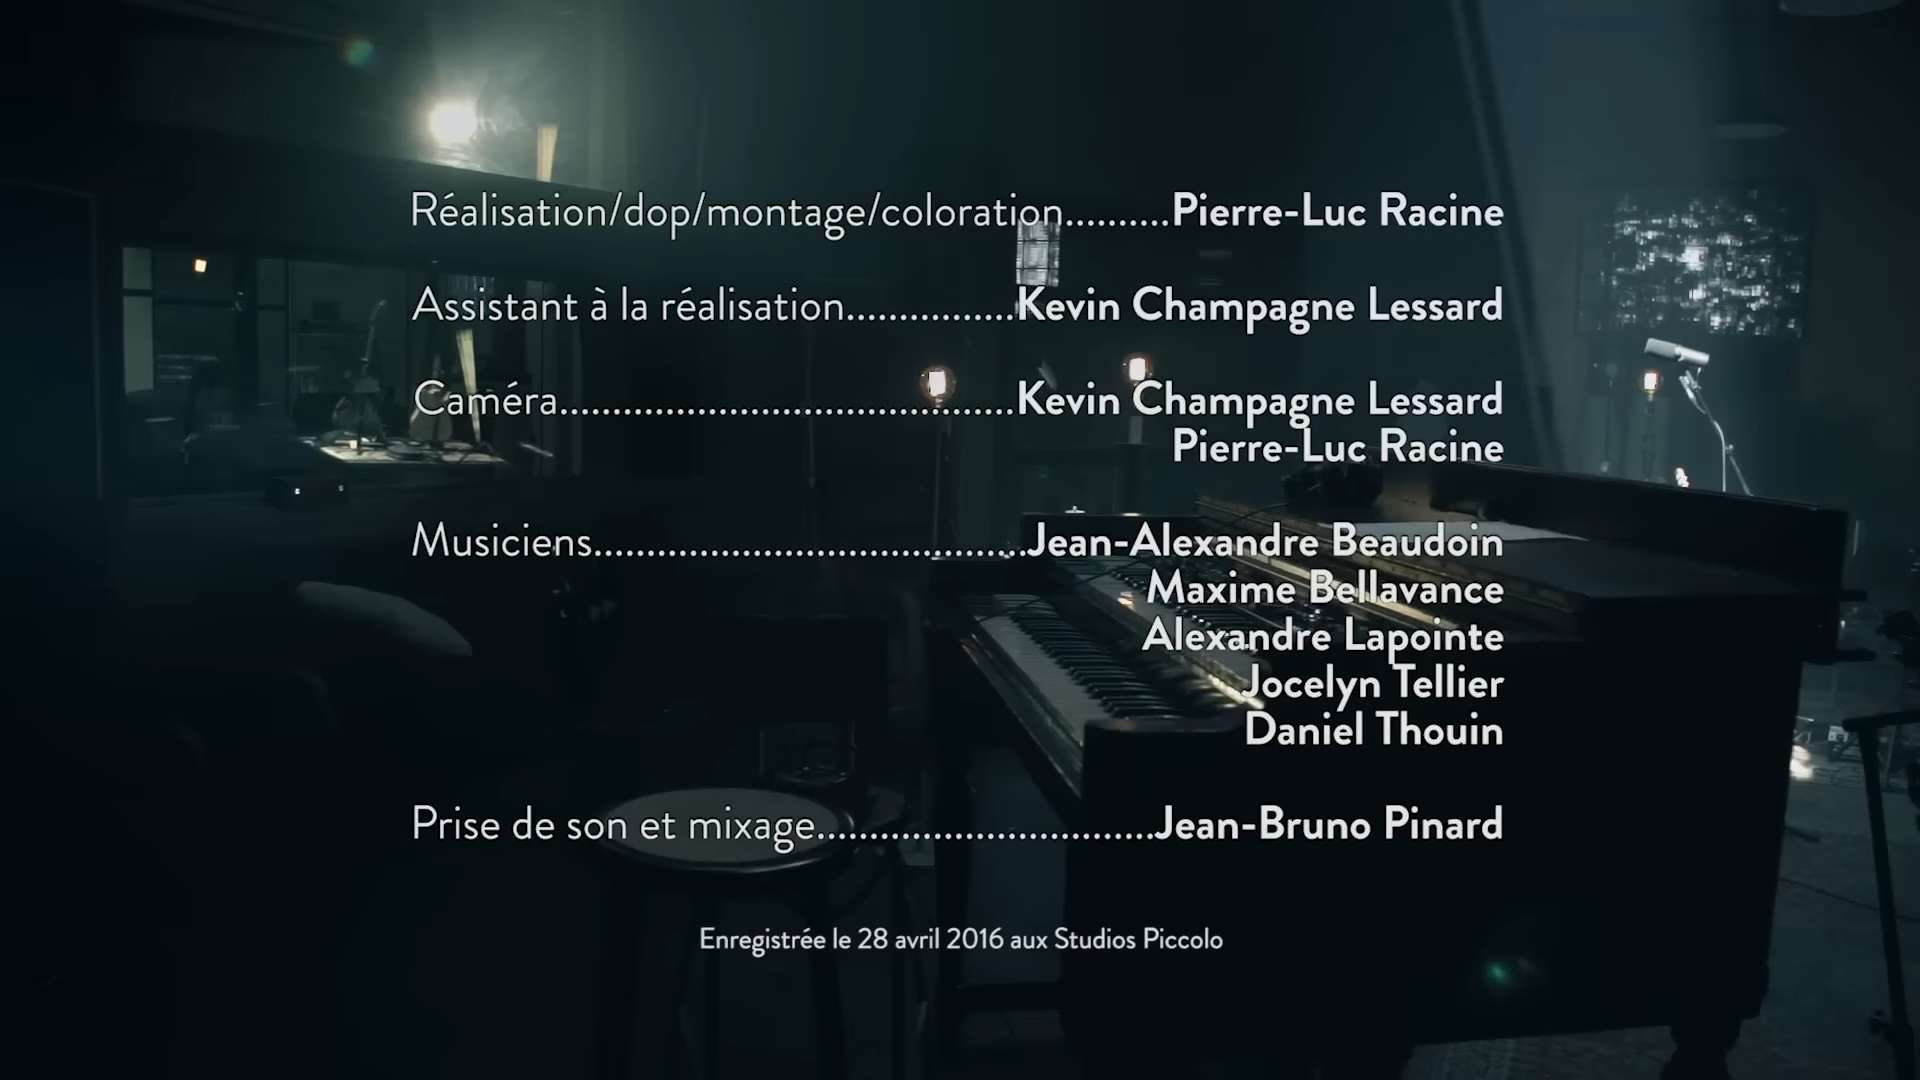 Réalisation/dop/montage/coloration..........Pierre-Luc Racine
Assistant à la réalisation................Kevin Champagne Lessard
Caméra...........................................Kevin Champagne Lessard
Pierre-Luc Racine
Musiciens.........................................Jean-Alexandre Beaudoin
Maxime Bellavance
Alexandre Lapointe
Jocelyn Tellier
Daniel Thouin
Prise de son et mixage................................Jean-Bruno Pinard
Enregistrée le 28 avril 2016 aux Studios Piccolo